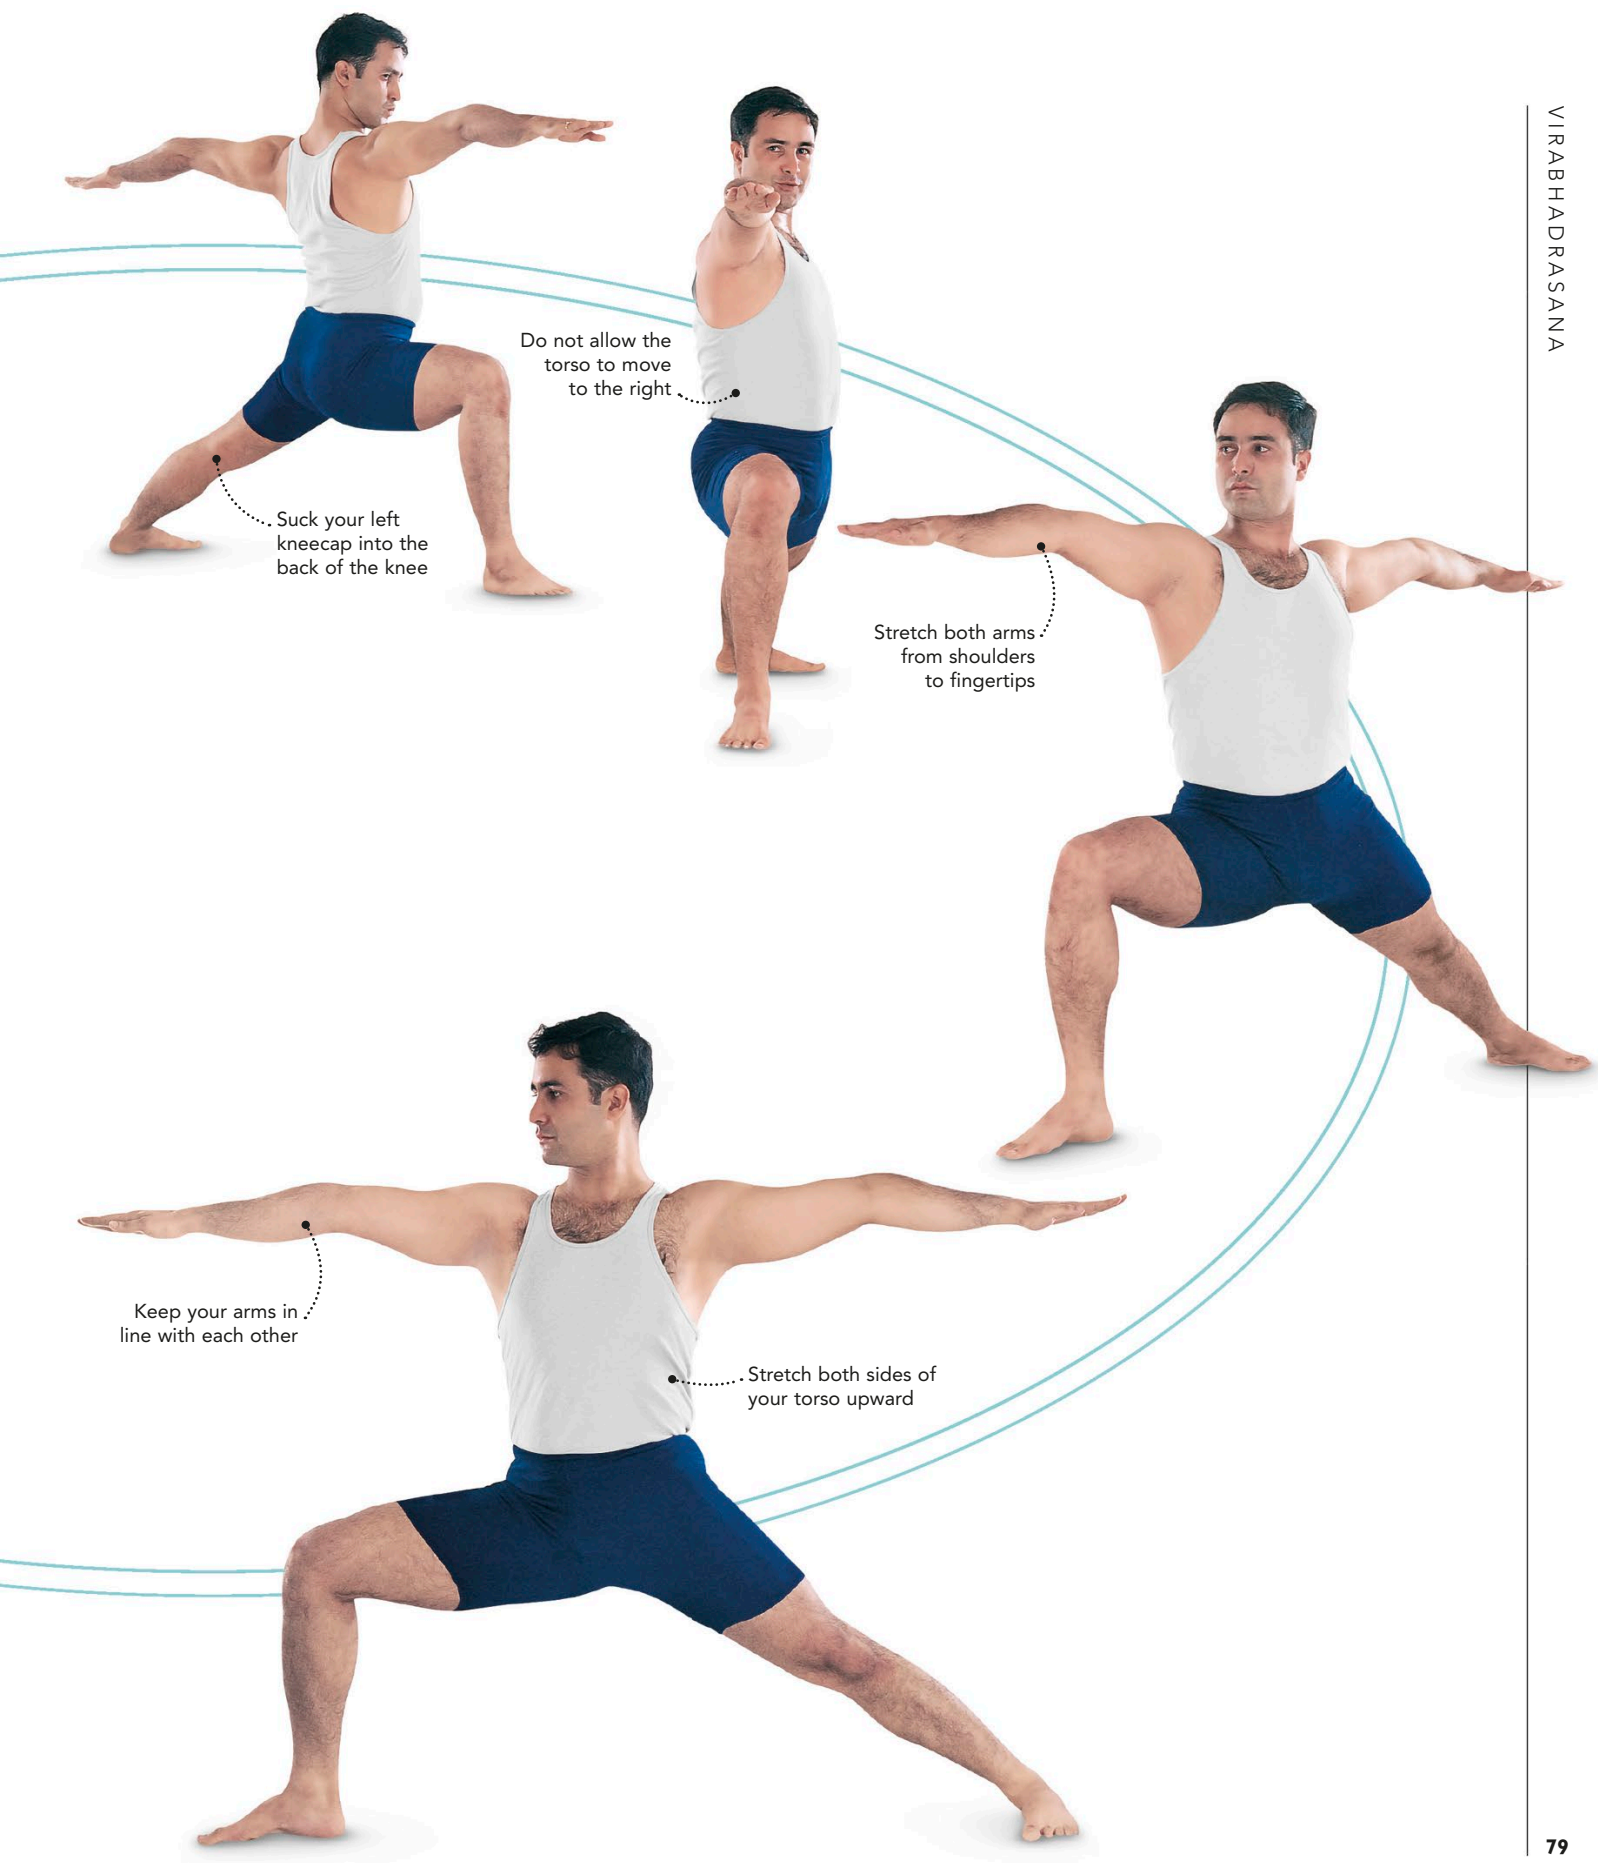 VIRABHADRASANA
Do not allow the
torso to move
to the right
Suck your left
kneecap into the
back of the knee
Stretch both arms
from shoulders
to fingertips
Keep your arms in
line with each other
Stretch both sides of
your torso upward
79